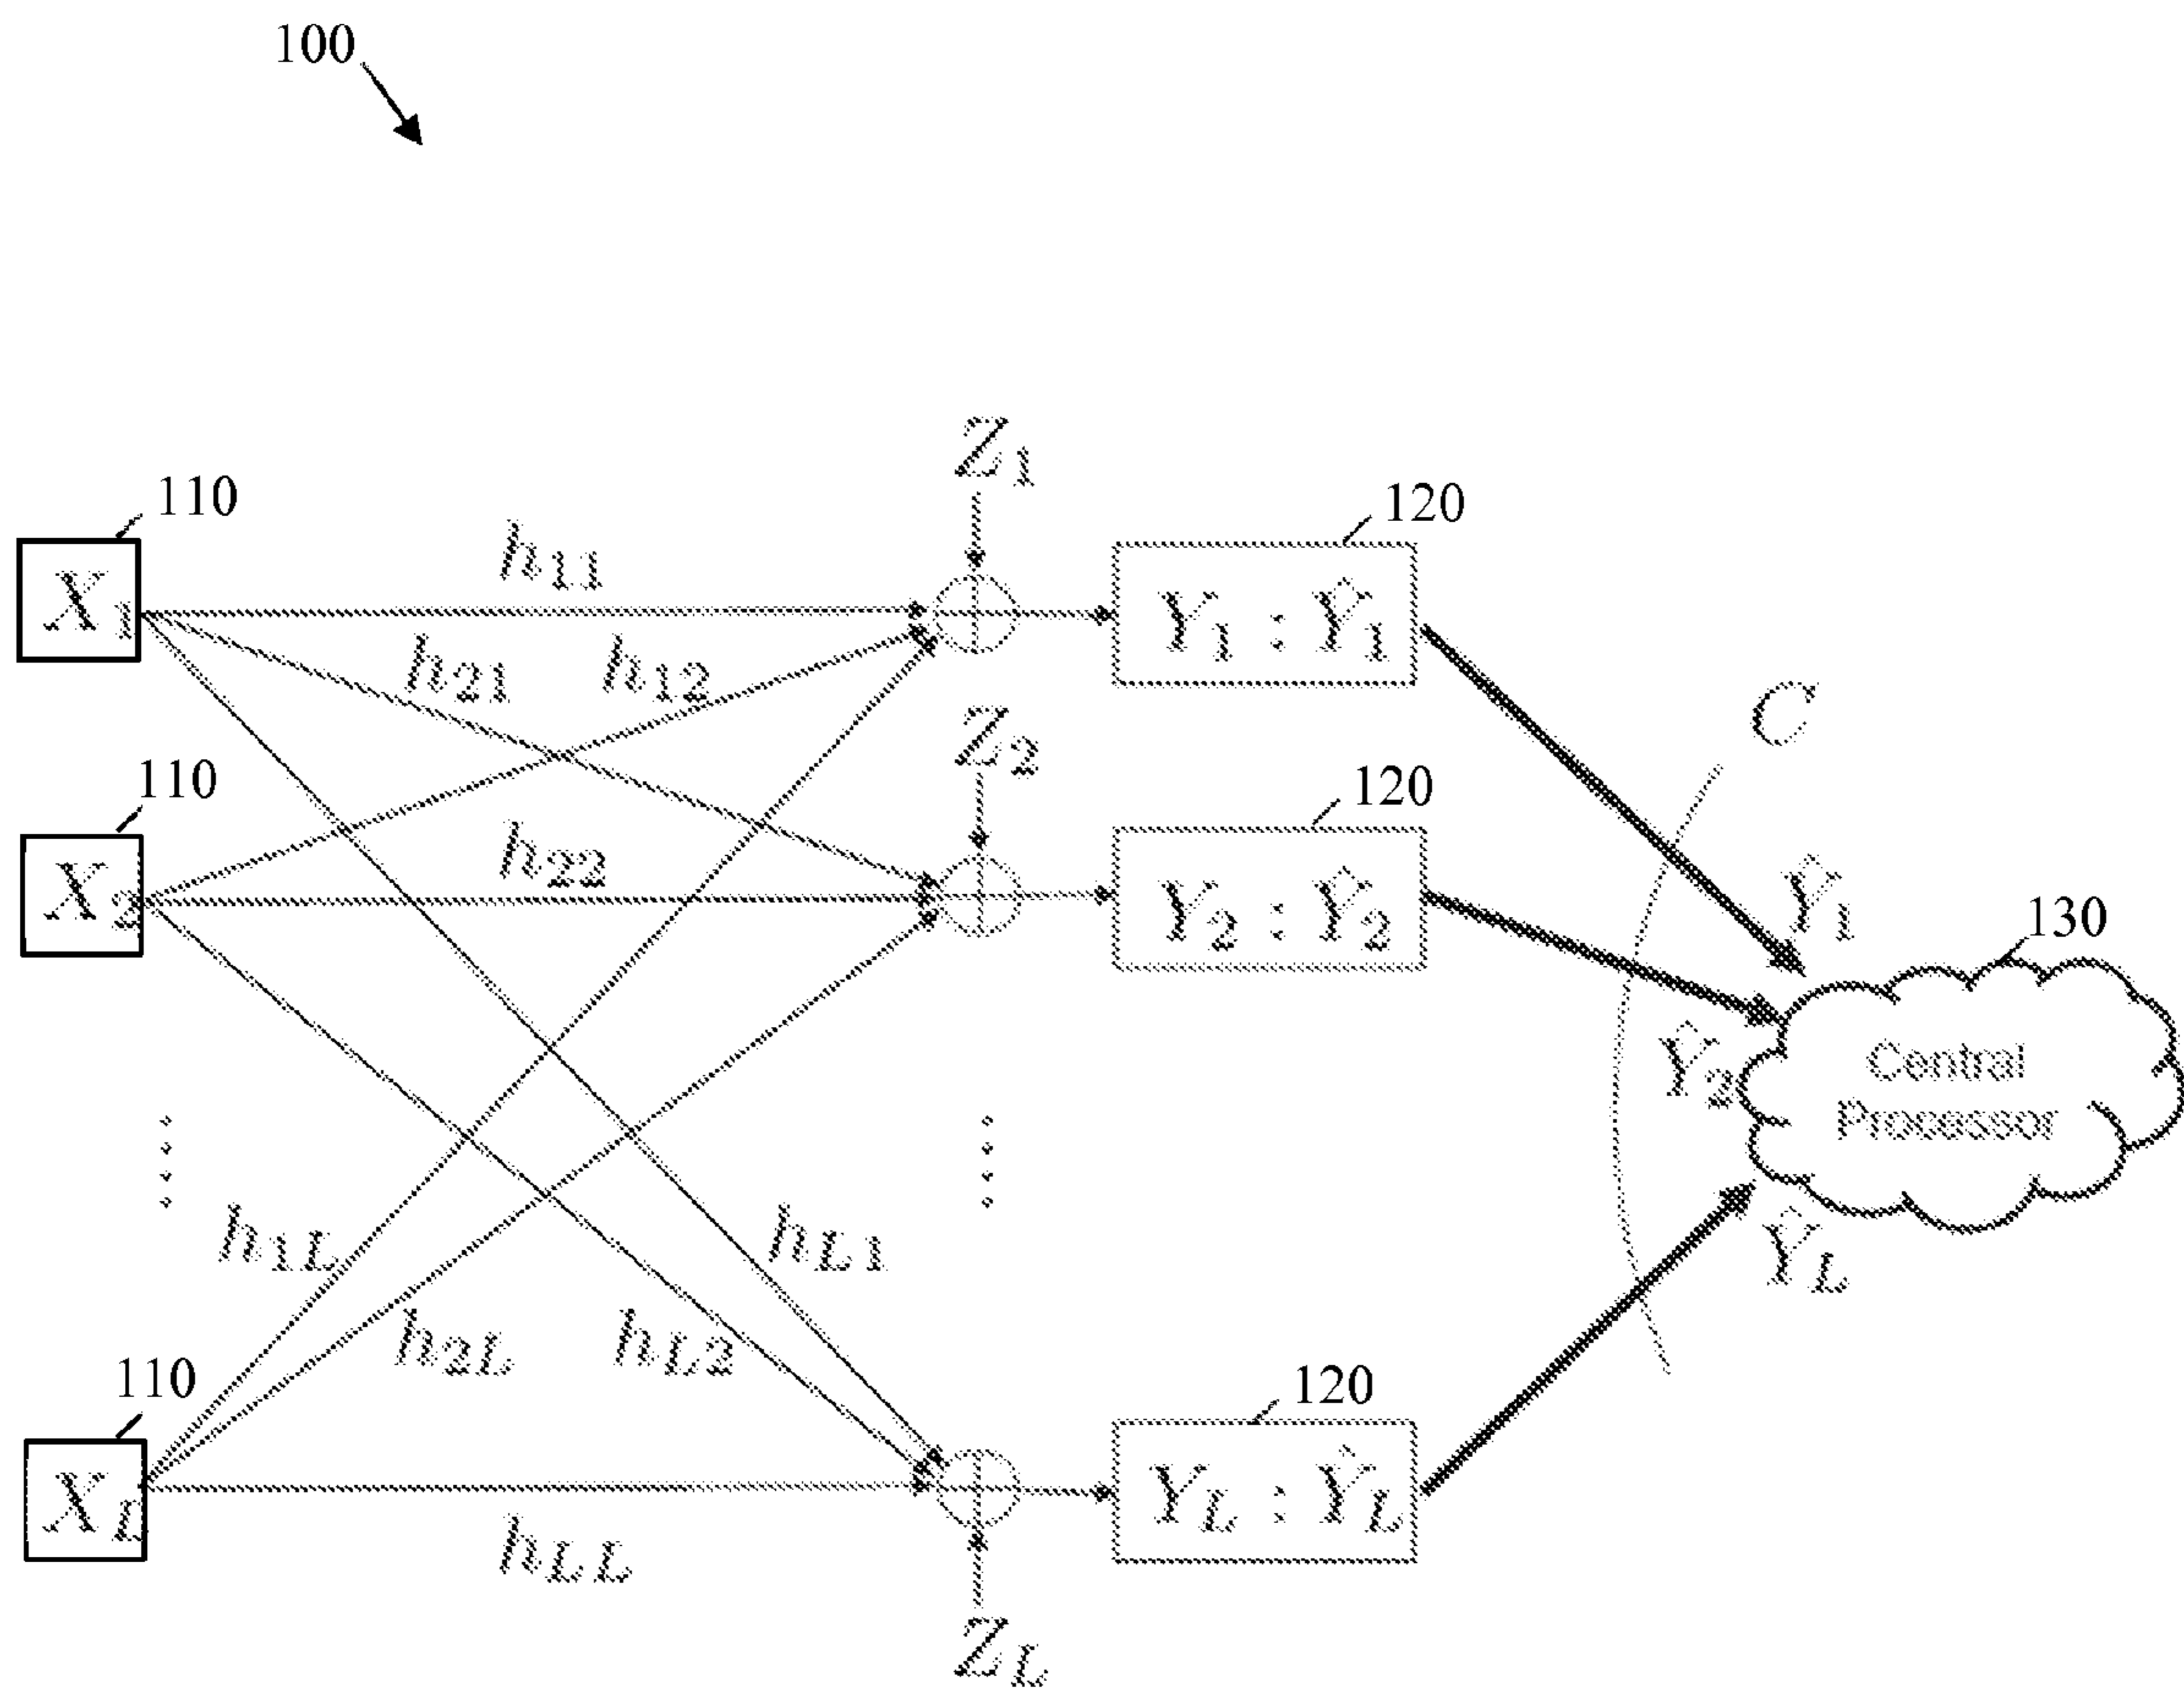 100
Z₁
110
120
h₁₁
X₁
Y₁ : Ŷ₁
h₂₁
h₁₂
C
Z₂
110
120
h₂₂
X₂
Y₂ : Ŷ₂
Ŷ₁
130
Ŷ₂
Central
Processor
h₁L
hL₁
ŶL
h₂L
hL₂
110
120
XL
YL : ŶL
hLL
ZL